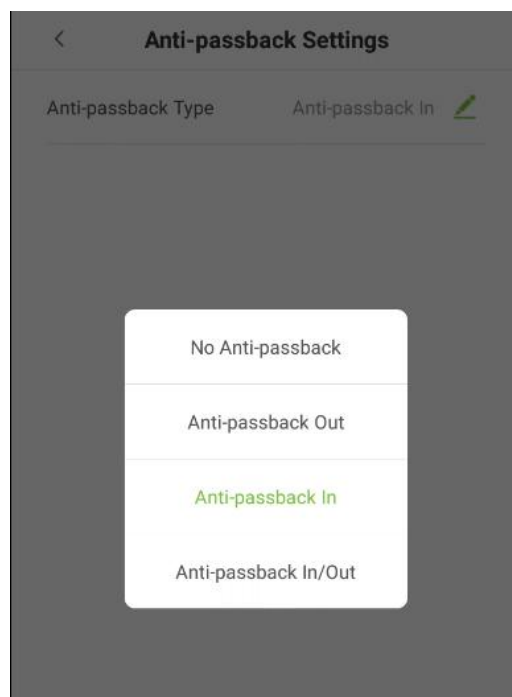 Anti-passback Settings
Anti-passback Type Anti-passback In
No Anti-passback
Anti-passback Out
Anti-passback In
Anti-passback In/Out